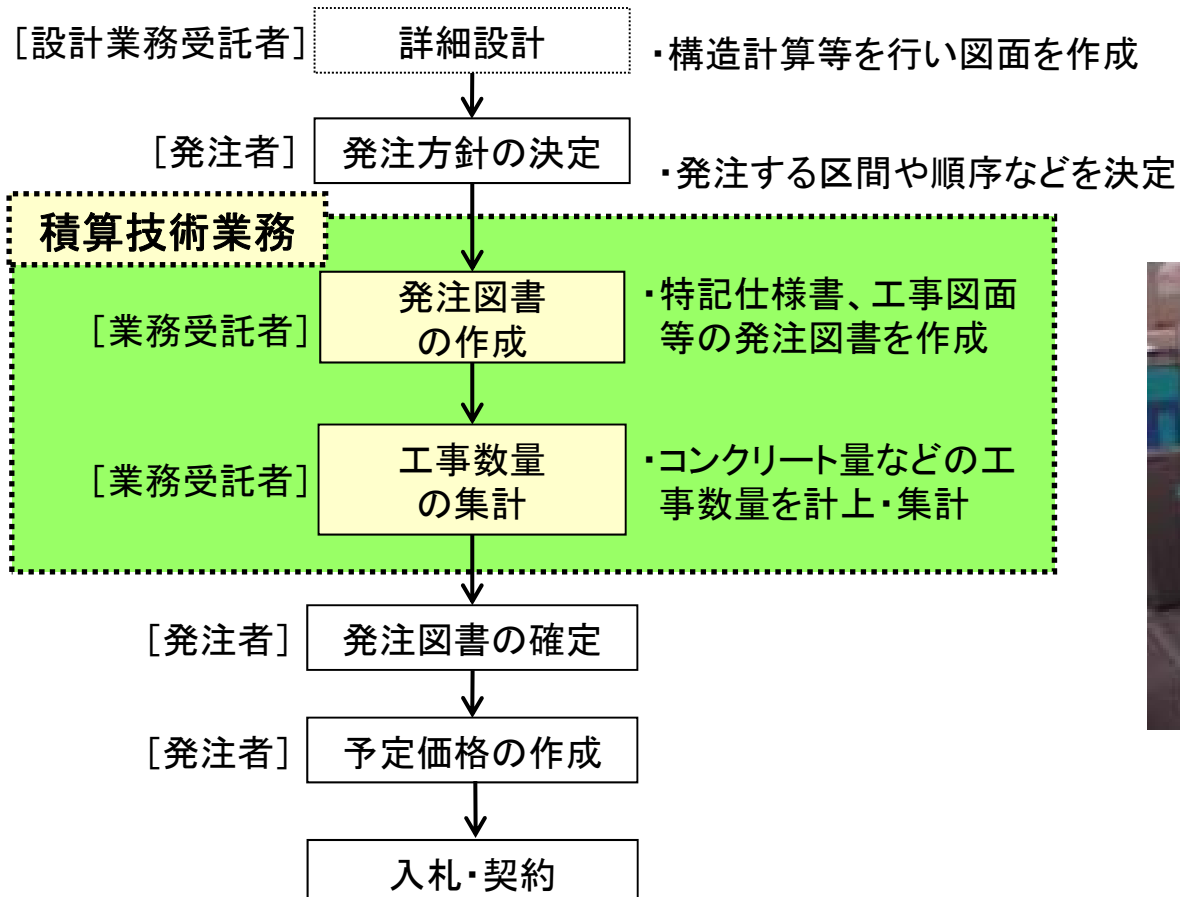 [設計業務受託者]
詳細設計
・構造計算等を行い図面を作成
[発注者]
発注方針の決定
・発注する区間や順序などを決定
積算技術業務
[業務受託者]
発注図書
の作成
・特記仕様書、工事図面
等の発注図書を作成
[業務受託者]
工事数量
の集計
・コンクリート量などの工
事数量を計上・集計
[発注者]
発注図書の確定
[発注者]
予定価格の作成
入札・契約